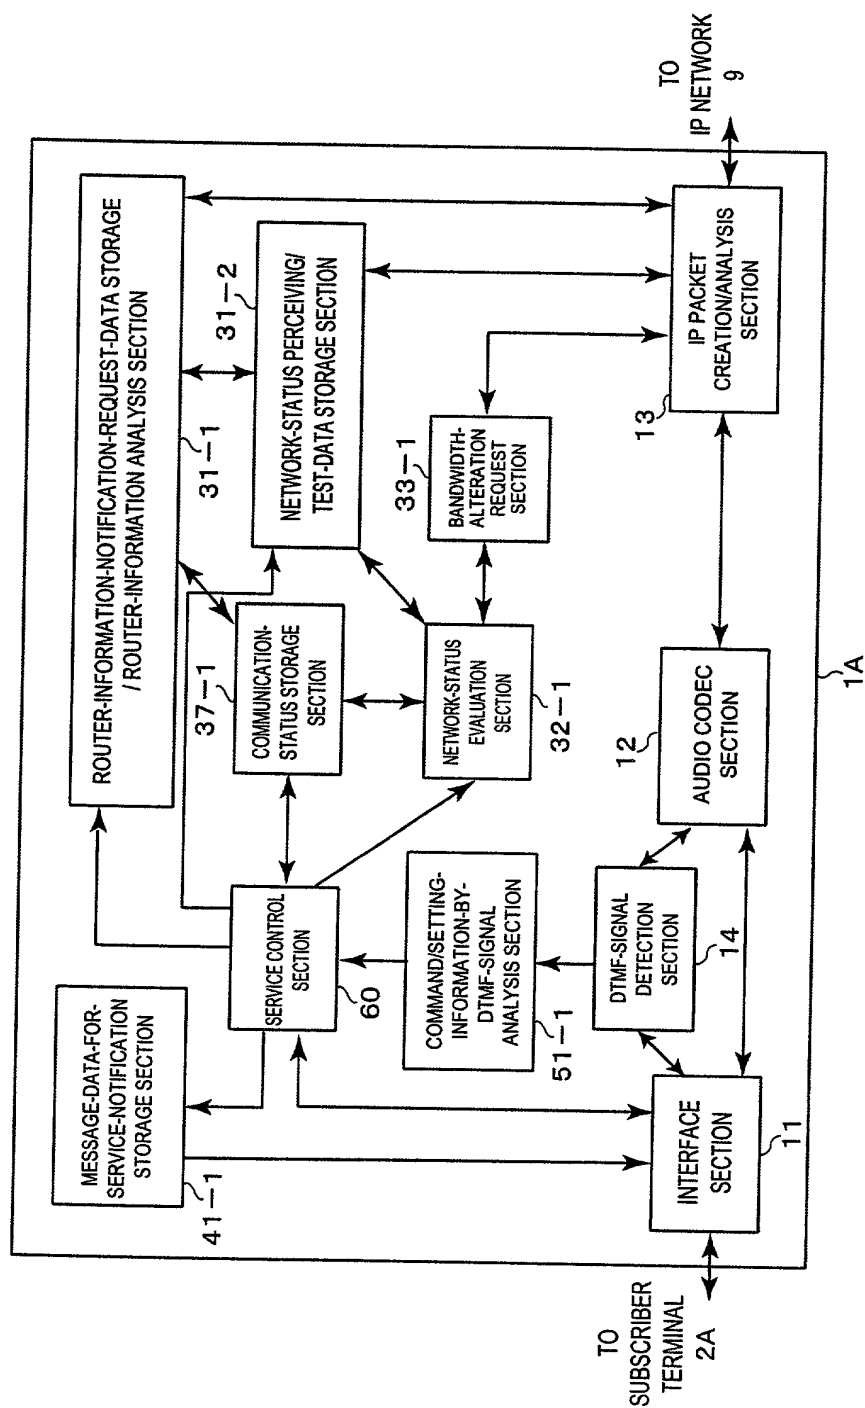 ROUTER-INFORMATION-NOTIFICATION-REQUEST-DATA STORAGE
/ ROUTER-INFORMATION ANALYSIS SECTION
31-1
MESSAGE-DATA-FOR-
SERVICE-NOTIFICATION
STORAGE SECTION
41-1
NETWORK-STATUS PERCEIVING/
TEST-DATA STORAGE SECTION
31-2
SERVICE CONTROL
SECTION
60
COMMUNICATION-
STATUS STORAGE
SECTION
37-1
NETWORK-STATUS
EVALUATION
SECTION
32-1
BANDWIDTH-
ALTERATION
REQUEST
SECTION
33-1
COMMAND/SETTING-
INFORMATION-BY-
DTMF-SIGNAL
ANALYSIS SECTION
51-1
DTMF-SIGNAL
DETECTION
SECTION
14
TO
SUBSCRIBER
TERMINAL
2A
INTERFACE
SECTION
11
AUDIO CODEC
SECTION
12
IP PACKET
CREATION/ANALYSIS
SECTION
13
TO
IP NETWORK
9
1A